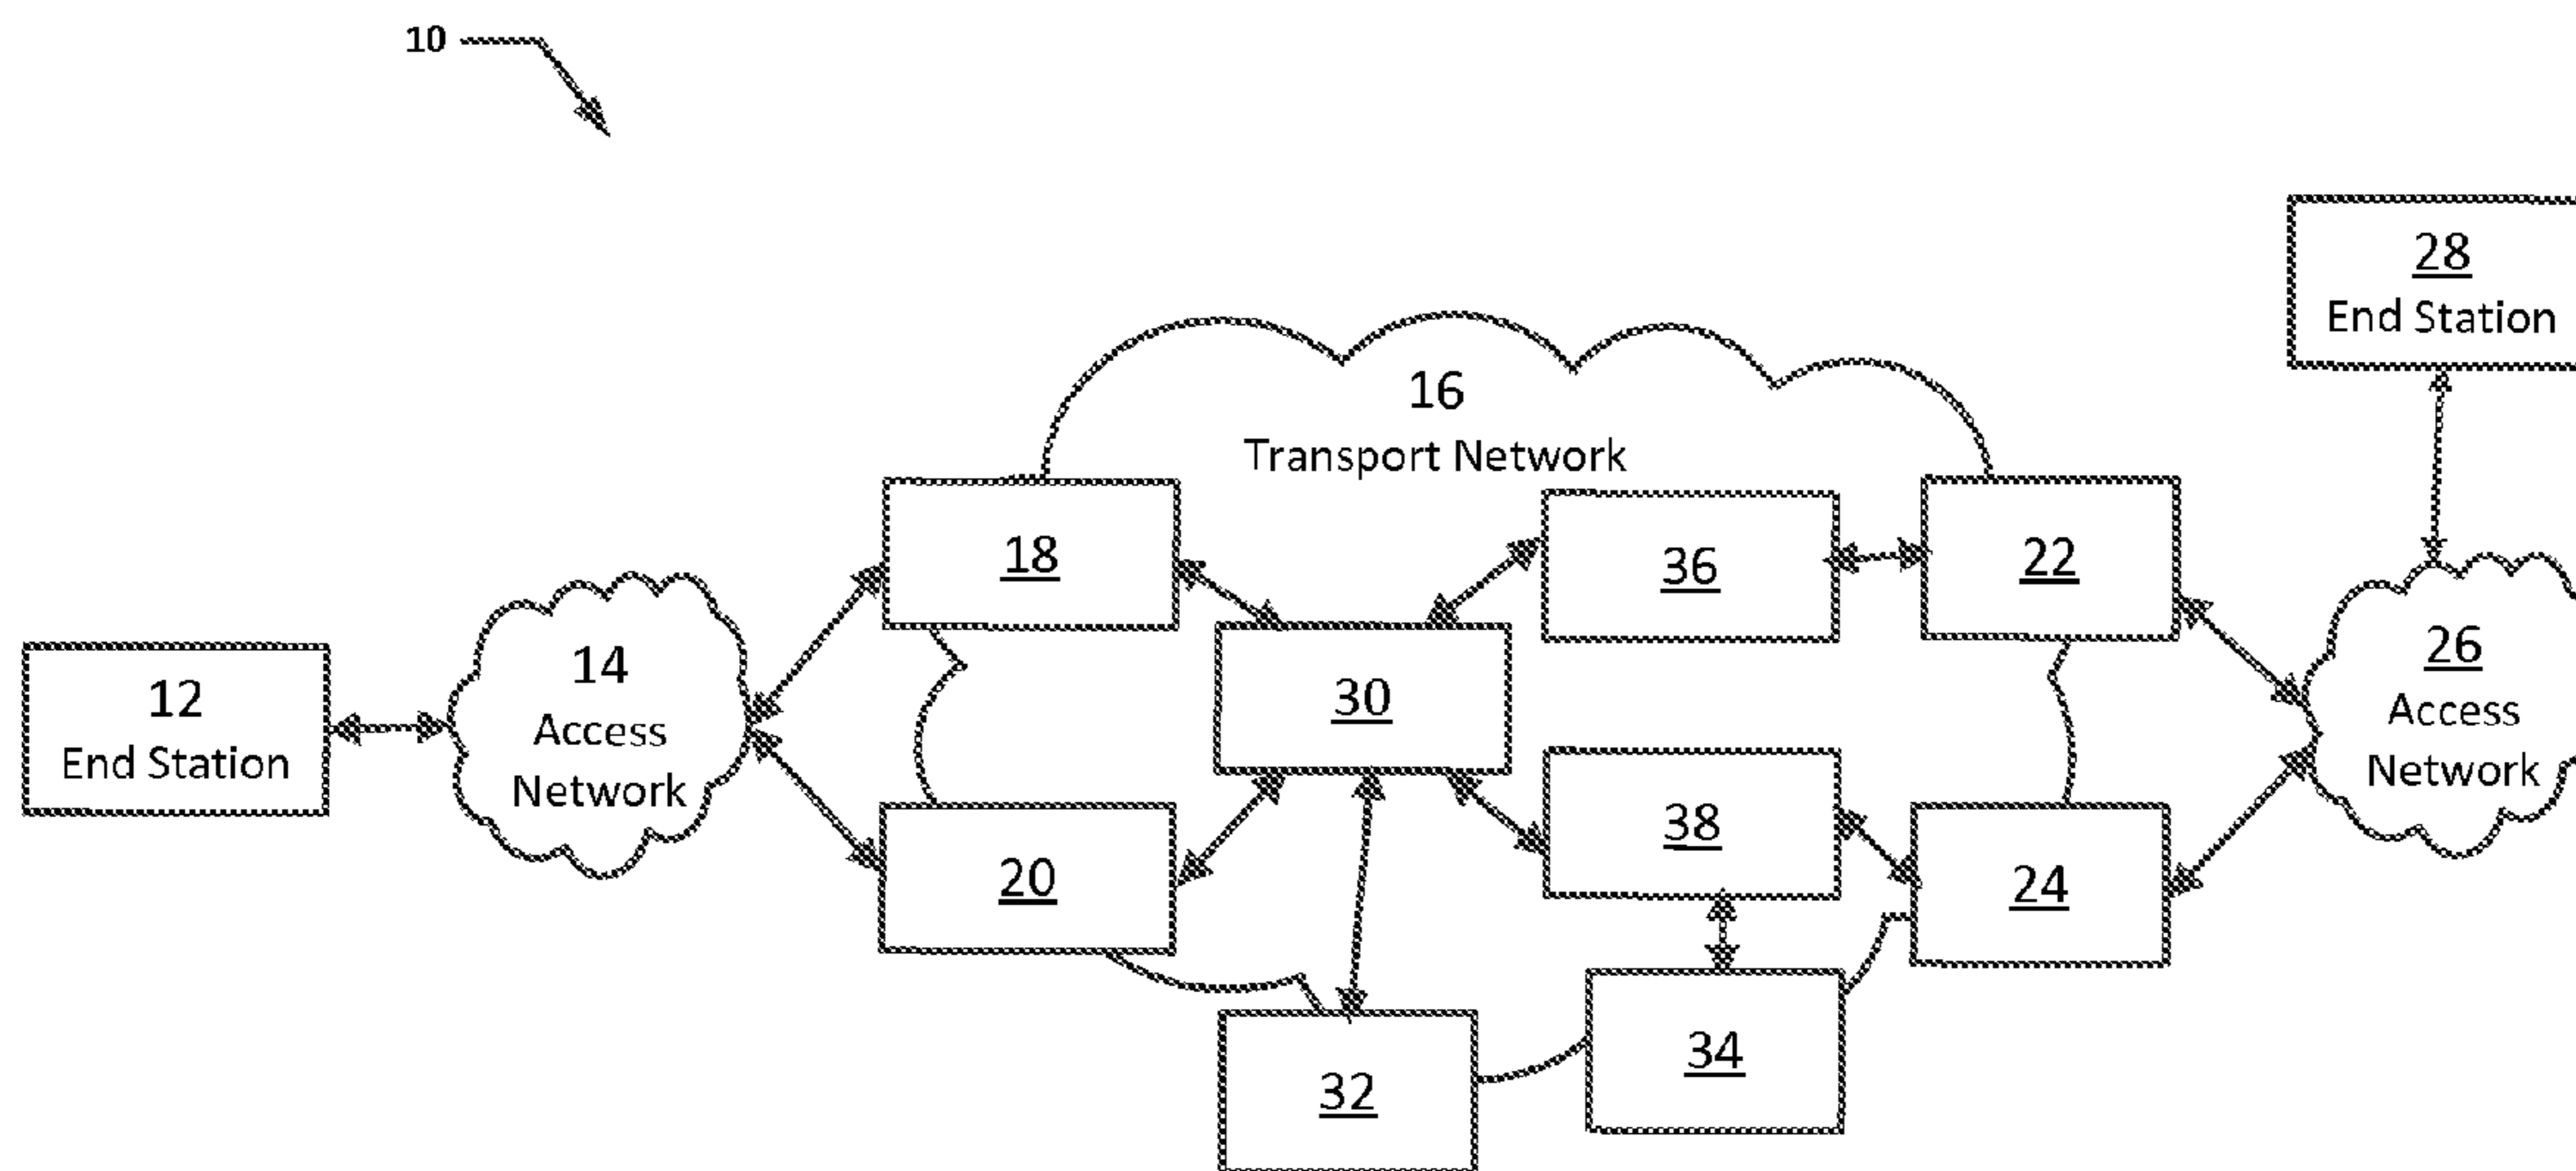 10
28
End Station
16
Transport Network
18
36
22
12
End Station
14
Access
Network
30
26
Access
Network
20
38
24
32
34